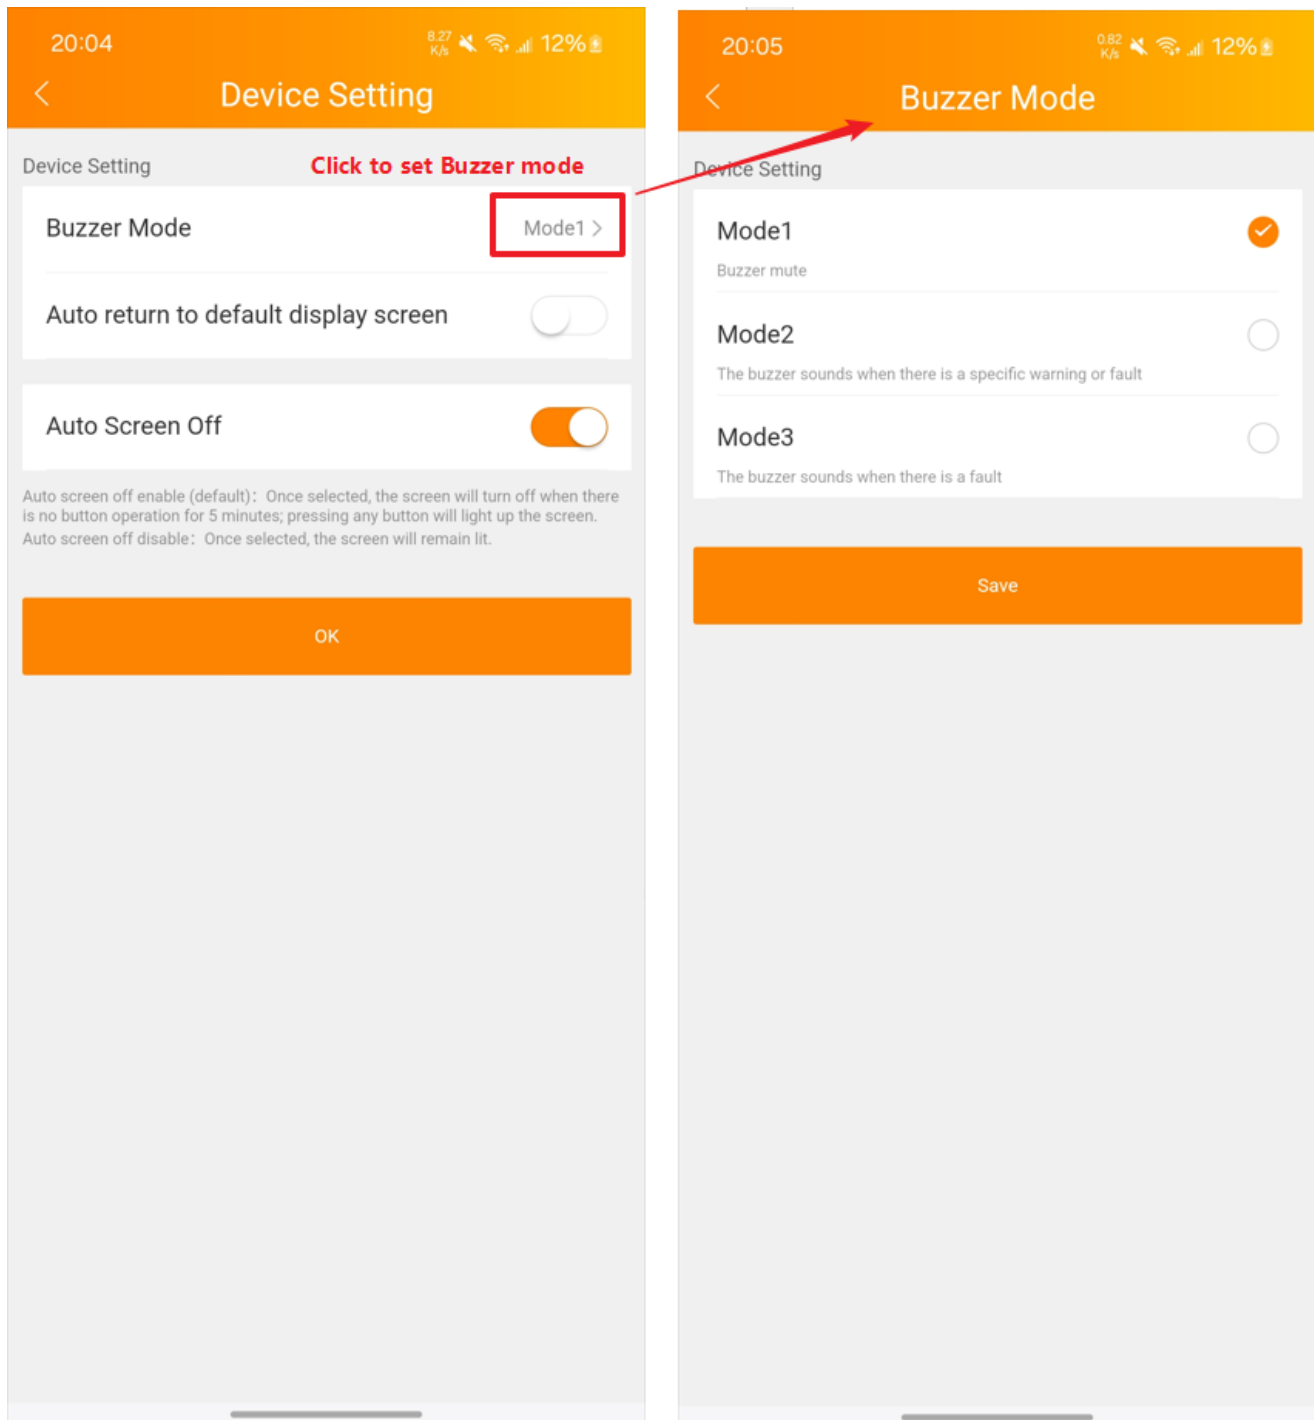 20:04
8.27
K/s
12%
Device Setting
Device Setting
Click to set Buzzer mode
Buzzer Mode
Mode1
Auto return to default display screen
Auto Screen Off
Auto screen off enable (default)：Once selected, the screen will turn off when there
is no button operation for 5 minutes; pressing any button will light up the screen.
Auto screen off disable：Once selected, the screen will remain lit.
OK
20:05
0.82
K/s
12%
Buzzer Mode
Device Setting
Mode1
Buzzer mute
Mode2
The buzzer sounds when there is a specific warning or fault
Mode3
The buzzer sounds when there is a fault
Save